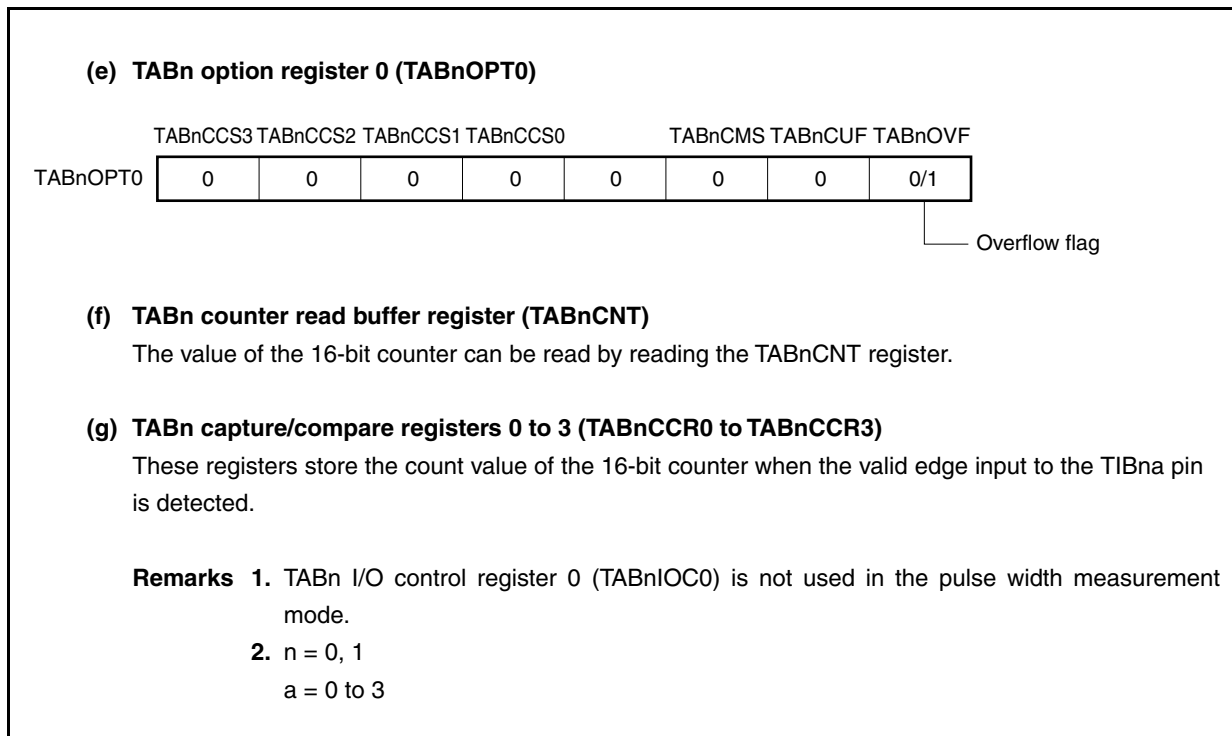 (e) TABn option register 0 (TABnOPT0)
TABnCCS3 TABnCCS2 TABnCCS1 TABnCCS0 TABnCMS TABnCUF TABnOVF
TABnOPT0 0 0 0 0 0 0 0 0/1
Overflow flag
(f) TABn counter read buffer register (TABnCNT)
The value of the 16-bit counter can be read by reading the TABnCNT register.
(g) TABn capture/compare registers 0 to 3 (TABnCCR0 to TABnCCR3)
These registers store the count value of the 16-bit counter when the valid edge input to the TIBna pin
is detected.
Remarks 1. TABn I/O control register 0 (TABnIOC0) is not used in the pulse width measurement
mode.
2. n = 0, 1
a = 0 to 3